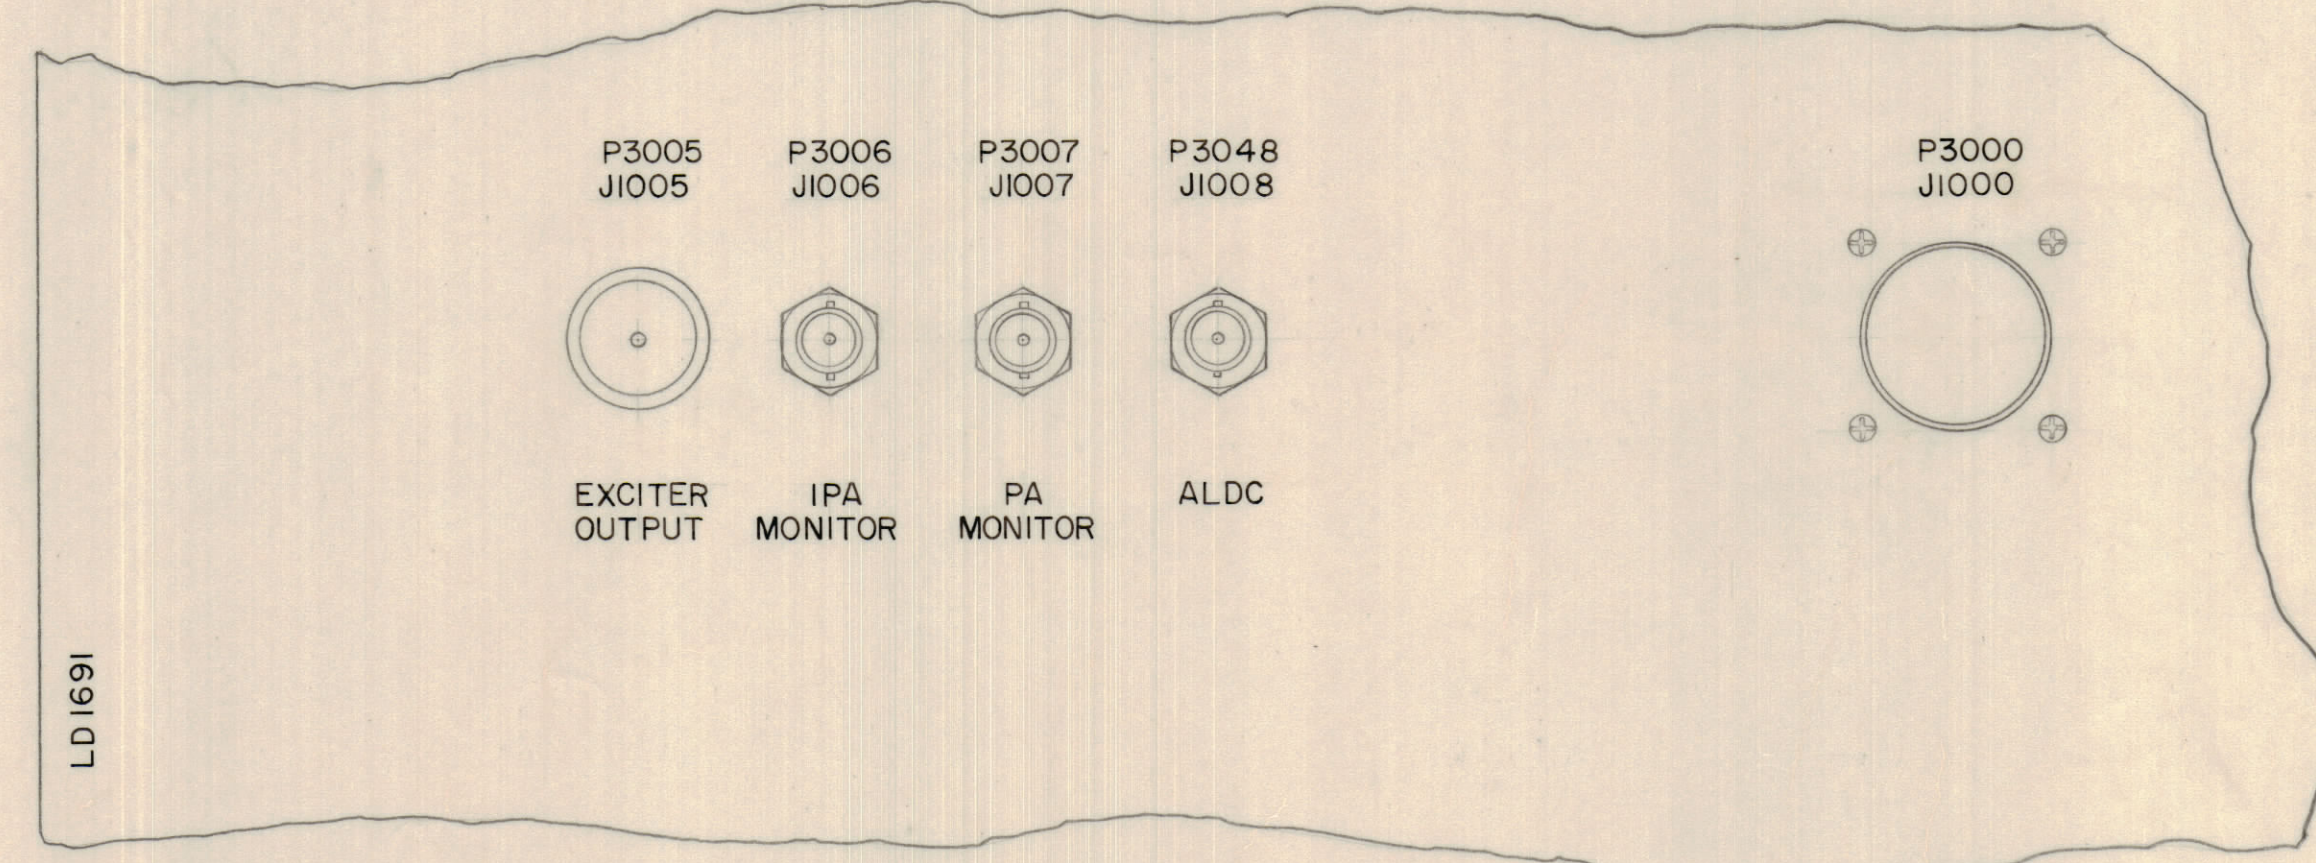 P3005
J1005
P3006
J1006
P3007
J1007
P3048
J1008
P3000
J1000
EXCITER
OUTPUT
IPA
MONITOR
PA
MONITOR
ALDC
LD1691